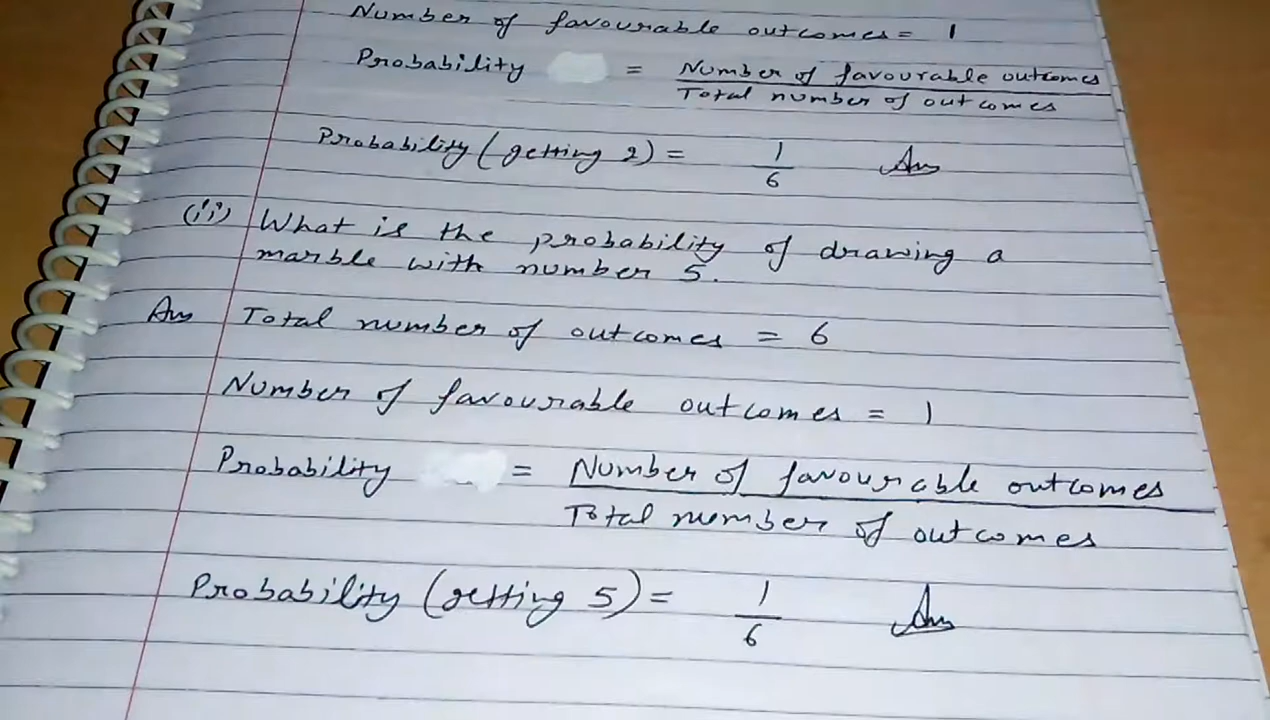 Number of favourable outcomes = 1
Probability = Number of favourable outcomes
Total number of outcomes
Probability (getting 2) = 1/6 Ans
(ii) What is the probability of drawing a
marble with number 5.
Ans Total number of outcomes = 6
Number of favourable outcomes = 1
Probability = Number of favourable outcomes
Total number of outcomes
Probability (getting 5) = 1/6 Ans